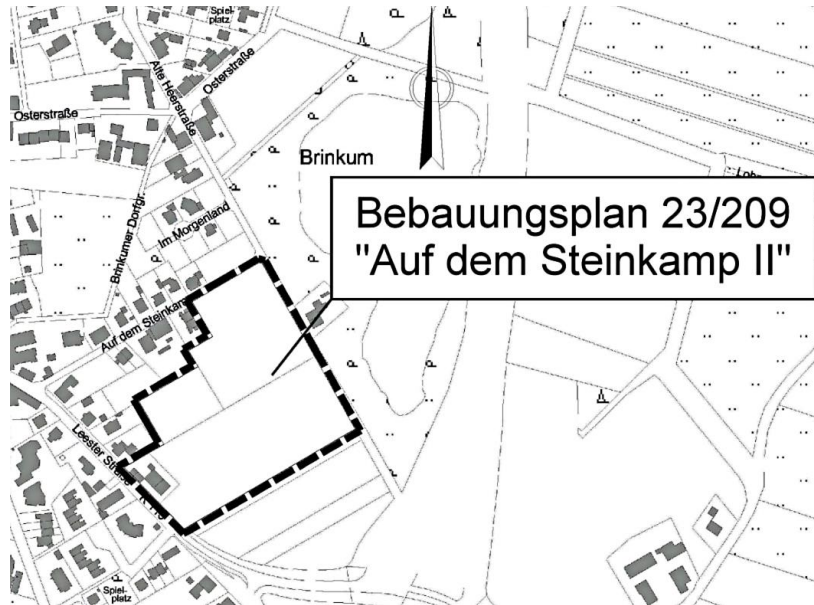 Spiel-
platz
Alte Heerstraße
Osterstraße
Osterstraße
Brinkum
Bebauungsplan 23/209
"Auf dem Steinkamp II"
Brinkumer Dorfgr.
Im Morgenland
Auf dem Steinkamp
Leester Straße
Spiel-
platz